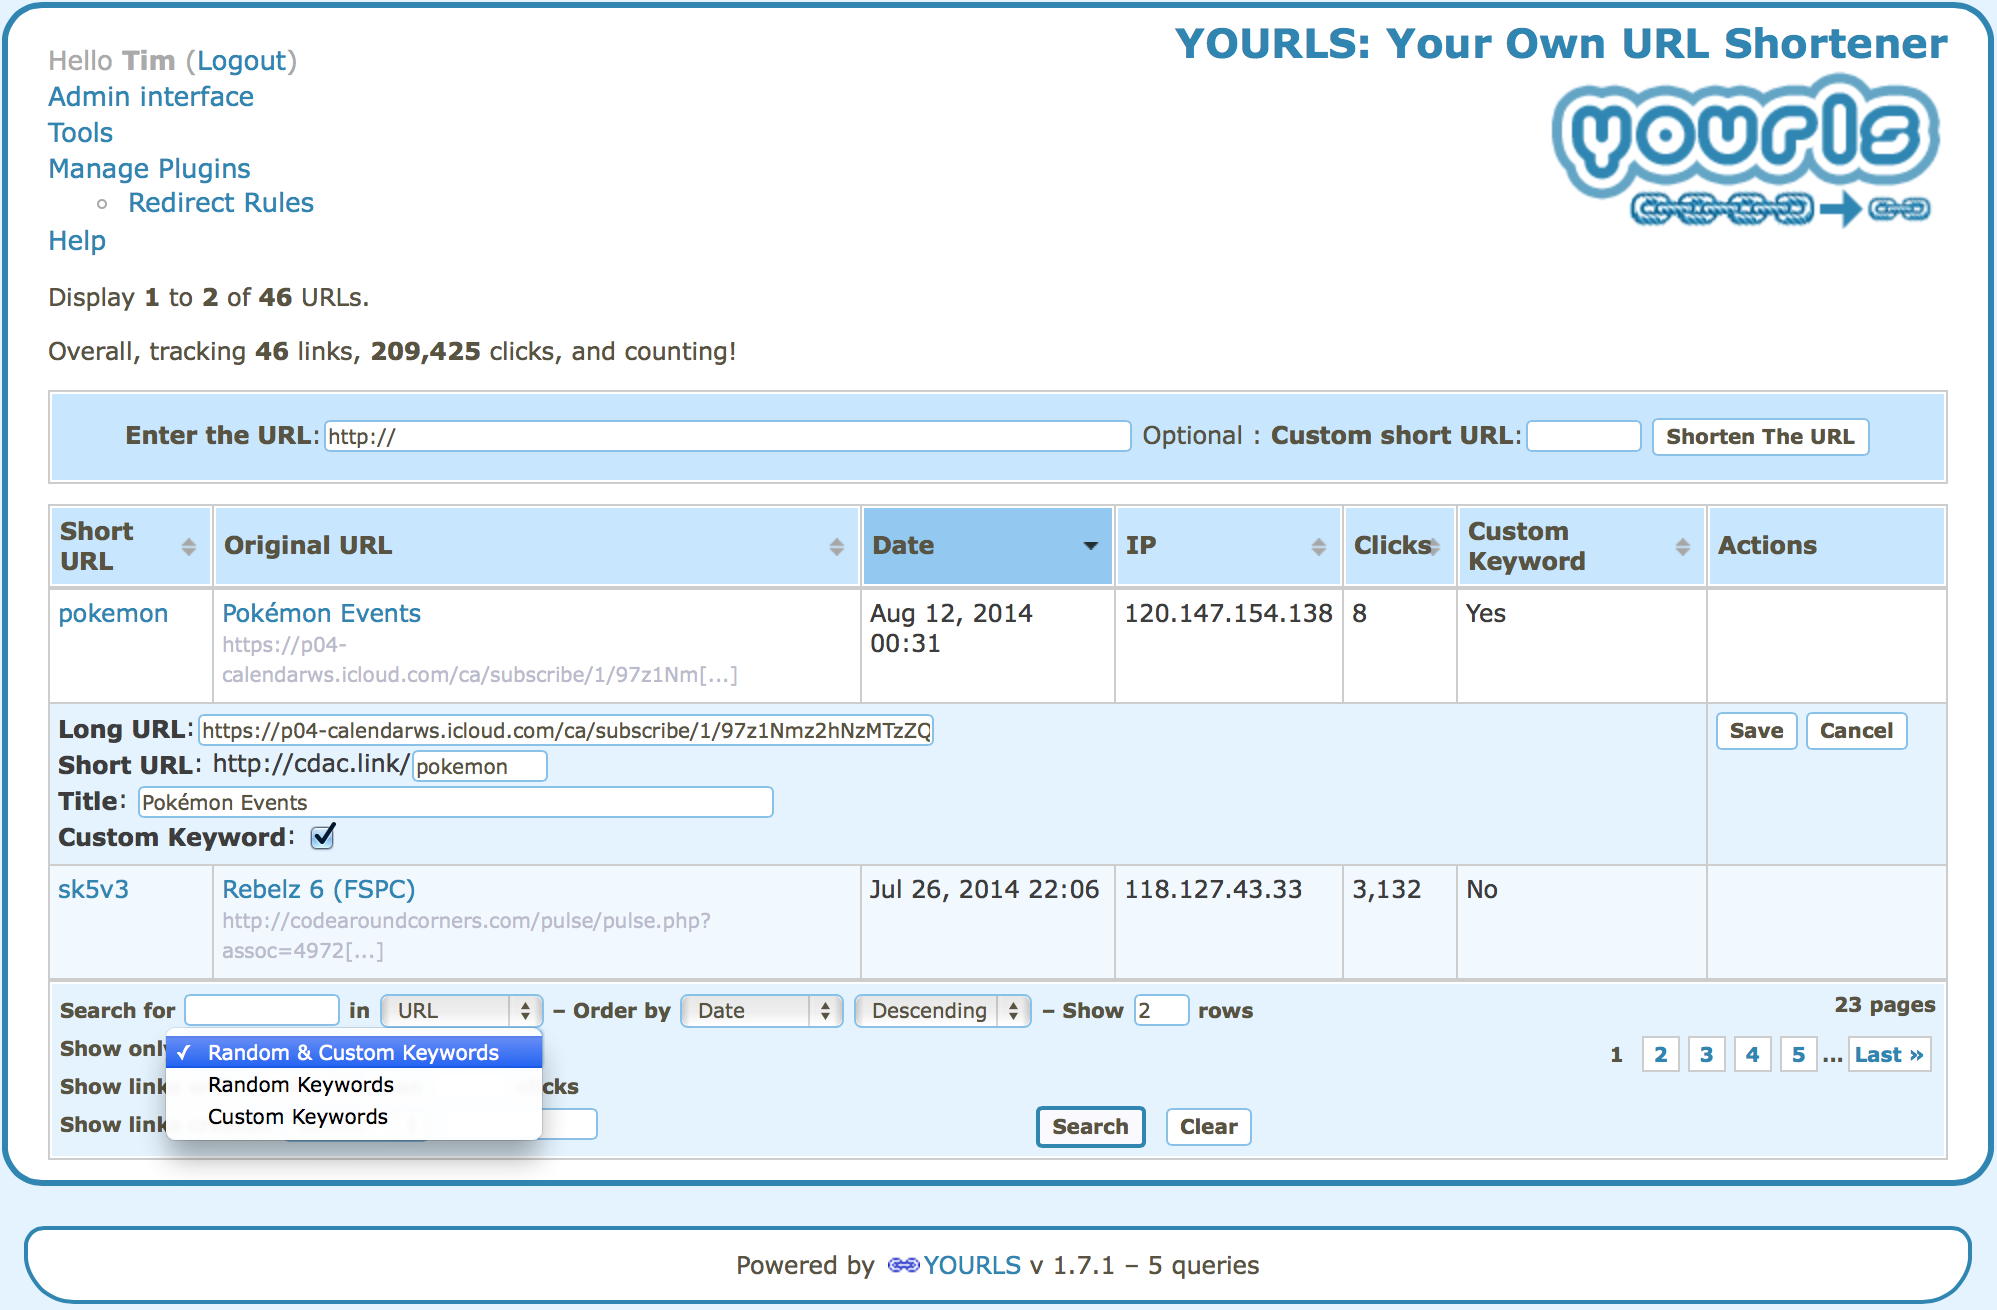 Hello Tim (Logout)
Admin interface
Tools
Manage Plugins
Redirect Rules
Help
YOURLS: Your Own URL Shortener
yourls
Display 1 to 2 of 46 URLs.
Overall, tracking 46 links, 209,425 clicks, and counting!
Enter the URL: http:// Optional : Custom short URL: Shorten The URL
Short URL Original URL Date IP Clicks Custom Keyword Actions
pokemon Pokémon Events Aug 12, 2014 00:31 120.147.154.138 8 Yes
https://p04-
calendarws.icloud.com/ca/subscribe/1/97z1Nm[...]
Long URL: https://p04-calendarws.icloud.com/ca/subscribe/1/97z1Nmz2hNzMTzZQ Save Cancel
Short URL: http://cdac.link/ pokemon
Title: Pokémon Events
Custom Keyword:
sk5v3 Rebelz 6 (FSPC) Jul 26, 2014 22:06 118.127.43.33 3,132 No
http://codearoundcorners.com/pulse/pulse.php?
assoc=4972[...]
Search for in URL – Order by Date Descending – Show 2 rows 23 pages
Show only
Random & Custom Keywords
Random Keywords
Custom Keywords
Show link
Show link
1 2 3 4 5 ... Last »
Search Clear
Powered by YOURLS v 1.7.1 – 5 queries